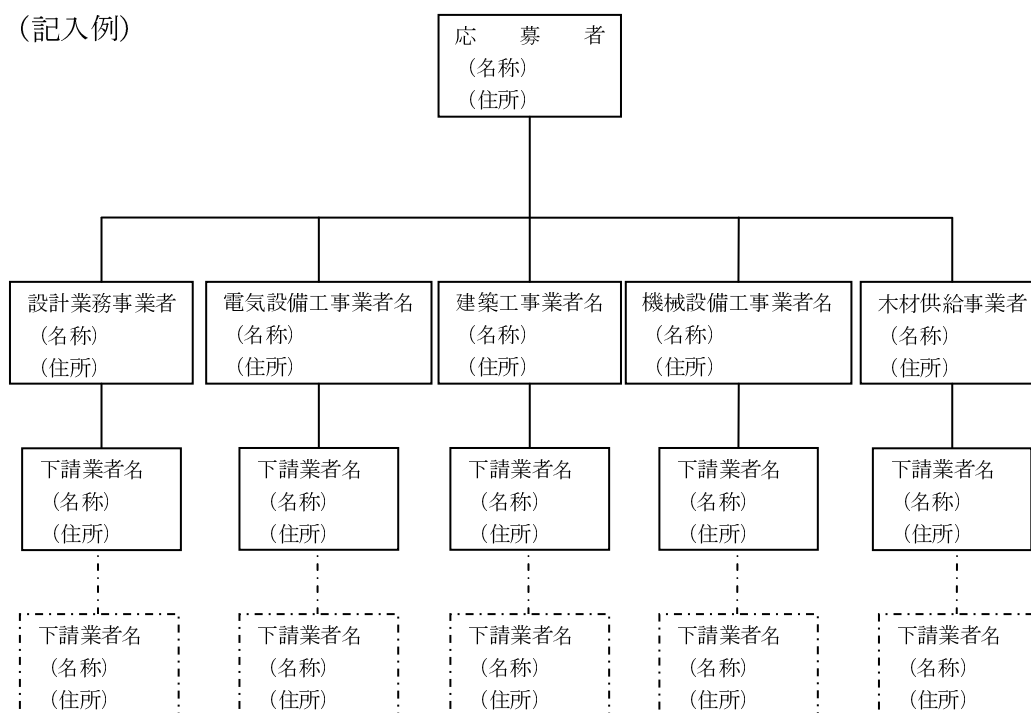 （記入例）
応　募　者
（名称）
（住所）
設計業務事業者
（名称）
（住所）
電気設備工事業者名
（名称）
（住所）
建築工事業者名
（名称）
（住所）
機械設備工事業者名
（名称）
（住所）
木材供給事業者
（名称）
（住所）
下請業者名
（名称）
（住所）
下請業者名
（名称）
（住所）
下請業者名
（名称）
（住所）
下請業者名
（名称）
（住所）
下請業者名
（名称）
（住所）
下請業者名
（名称）
（住所）
下請業者名
（名称）
（住所）
下請業者名
（名称）
（住所）
下請業者名
（名称）
（住所）
下請業者名
（名称）
（住所）